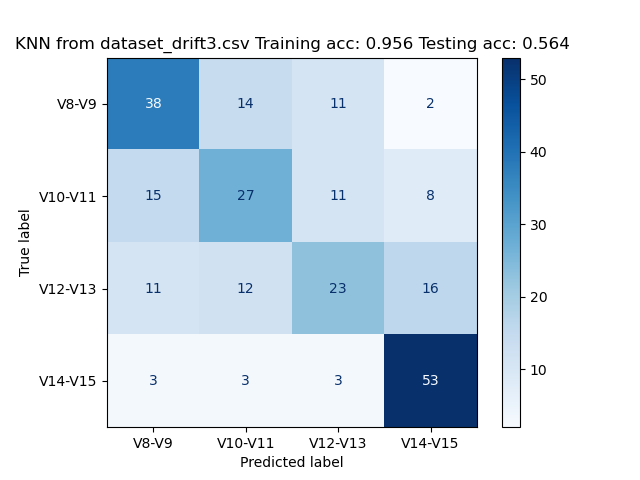 KNN from dataset_drift3.csv Training acc: 0.956 Testing acc: 0.564
V8-V9 38 14 11 2
V10-V11 15 27 11 8
V12-V13 11 12 23 16
V14-V15 3 3 3 53
V8-V9 V10-V11 V12-V13 V14-V15
Predicted label
True label
50
40
30
20
10